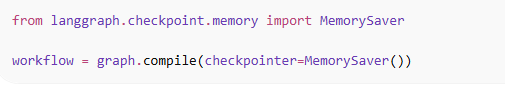 from langgraph.checkpoint.memory import MemorySaver
workflow = graph.compile(checkpointer=MemorySaver())